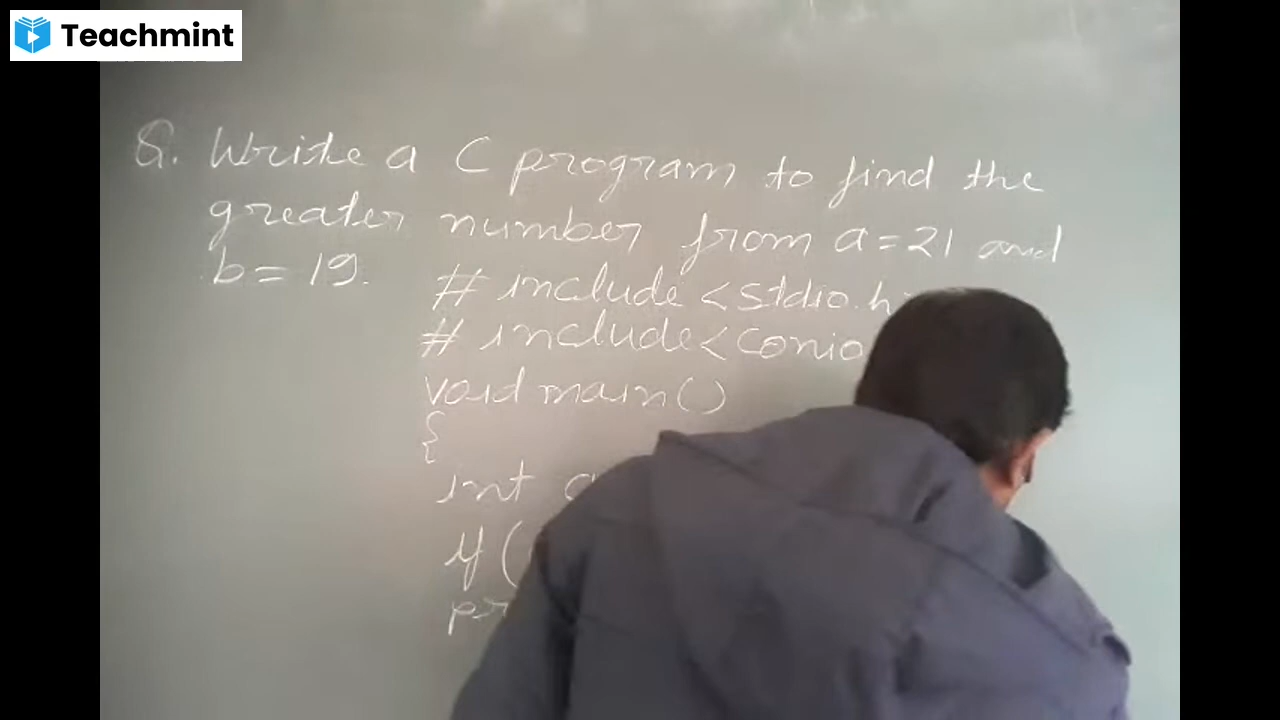 Teachmint
Q. Write a C program to find the
greater number from a=21 and
b=19.
# include <stdio.h
# include<conio
void main()
{
int
if (